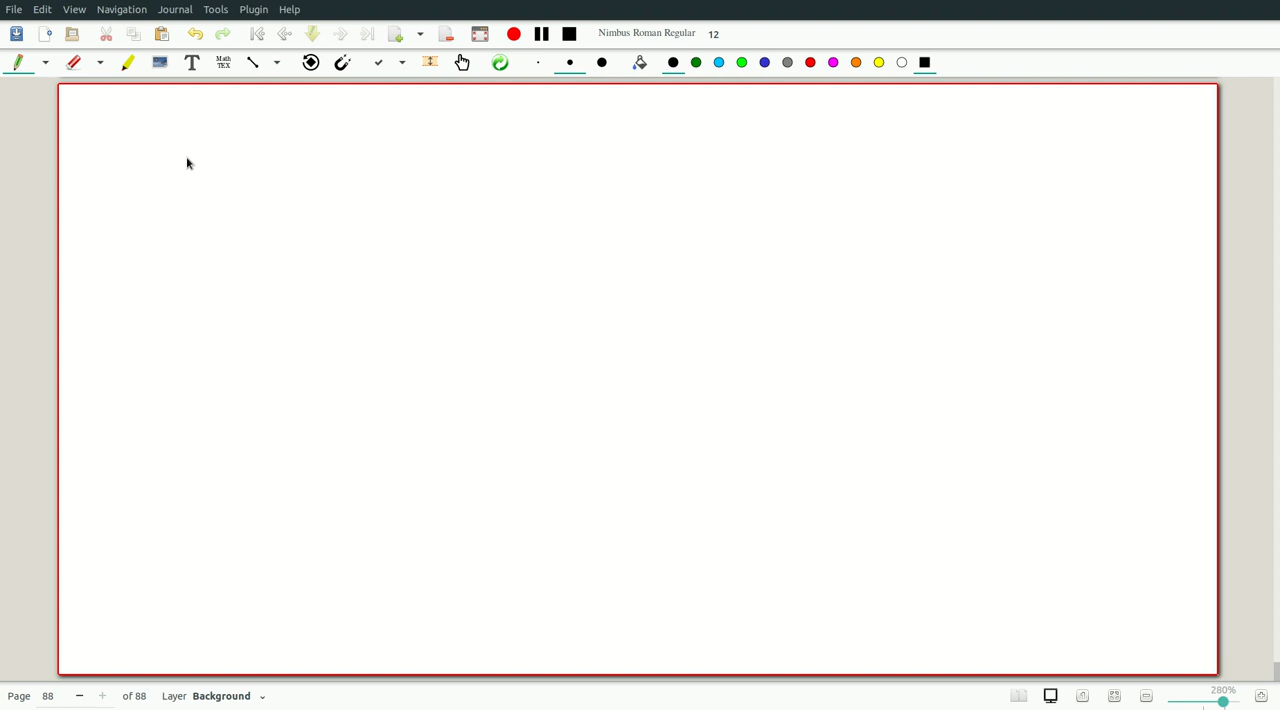 File Edit View Navigation Journal Tools Plugin Help
Nimbus Roman Regular 12
T Math TEX
Page 88 of 88 Layer Background 280%